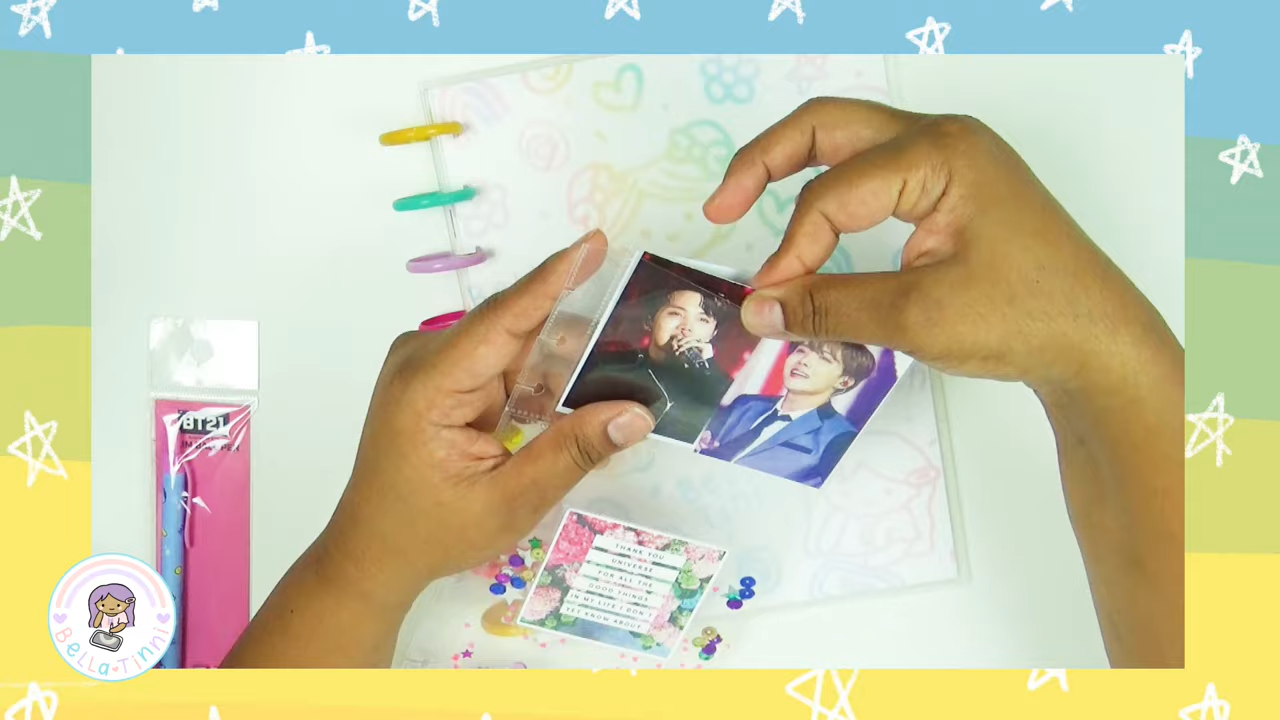 BT21
THANK YOU
UNIVERSE
FOR ALL THE
GOOD THINGS
IN MY LIFE I DON'T
YET KNOW ABOUT
Bella Tinni